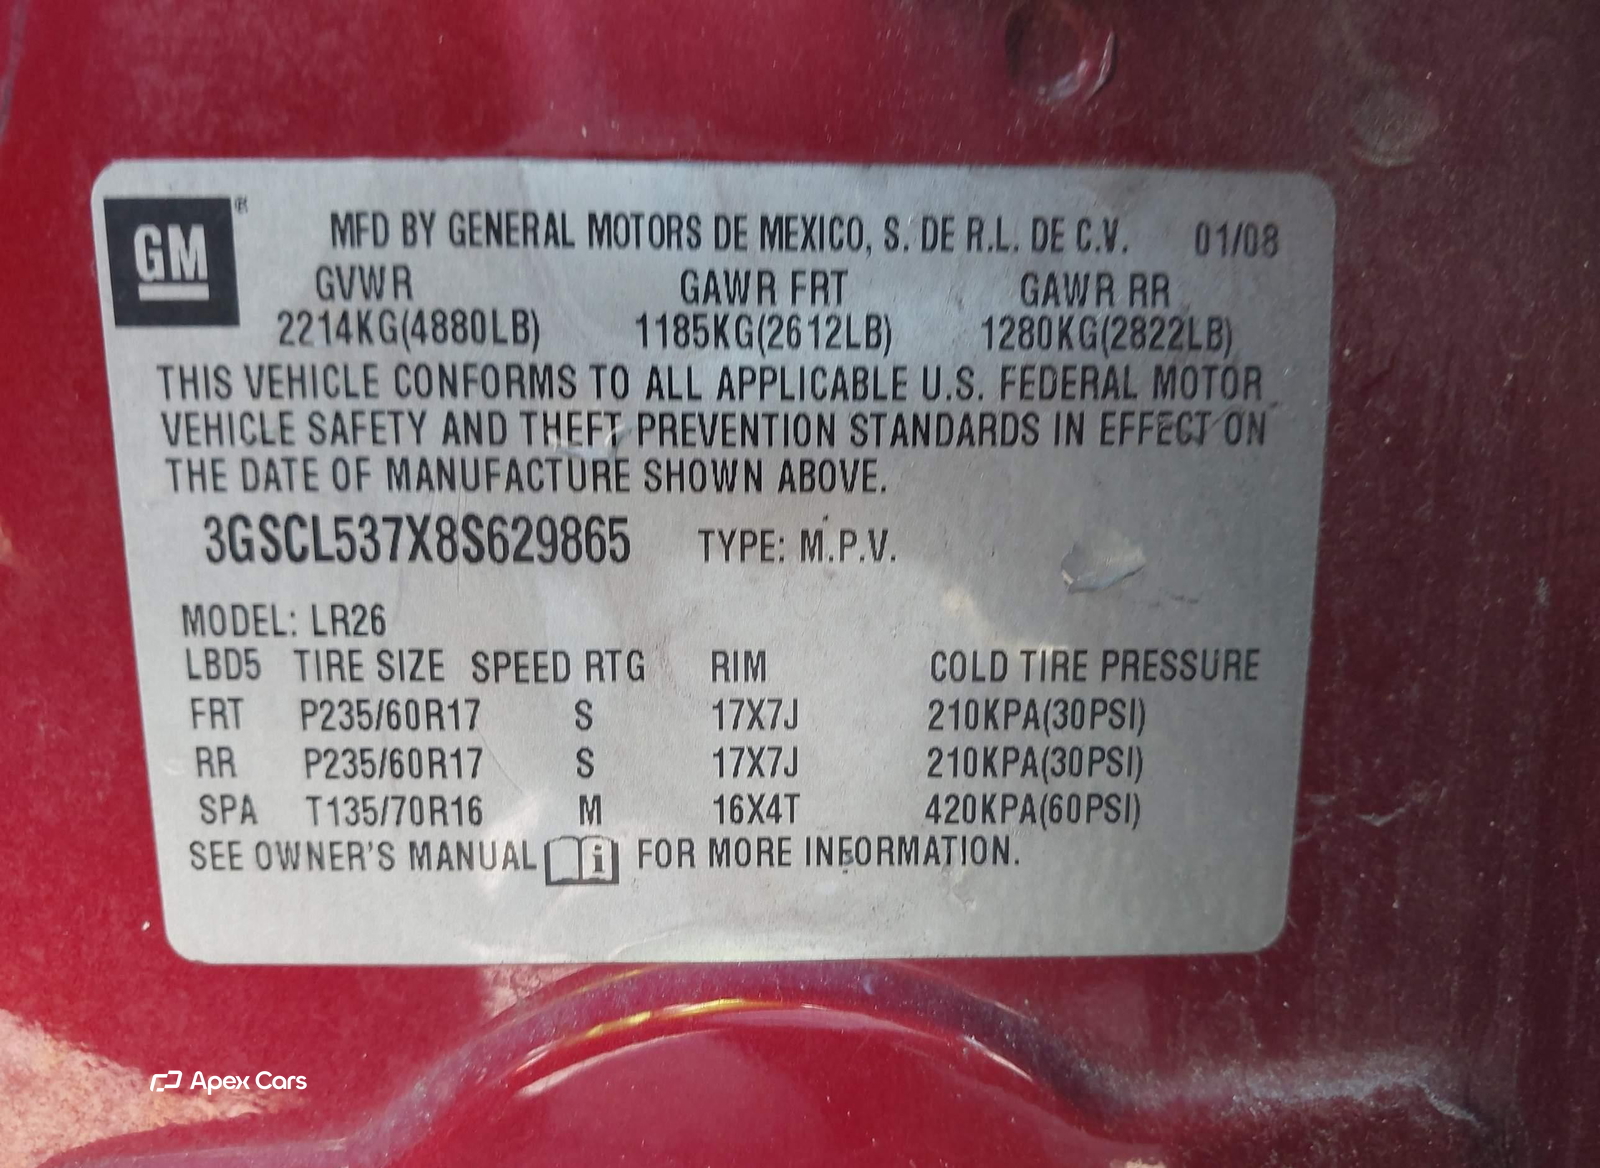 GM ®
MFD BY GENERAL MOTORS DE MEXICO, S. DE R.L. DE C.V. 01/08
GVWR GAWR FRT GAWR RR
2214KG(4880LB) 1185KG(2612LB) 1280KG(2822LB)
THIS VEHICLE CONFORMS TO ALL APPLICABLE U.S. FEDERAL MOTOR
VEHICLE SAFETY AND THEFT PREVENTION STANDARDS IN EFFECT ON
THE DATE OF MANUFACTURE SHOWN ABOVE.
3GSCL537X8S629865 TYPE: M.P.V.
MODEL: LR26
LBD5 TIRE SIZE SPEED RTG RIM COLD TIRE PRESSURE
FRT P235/60R17 S 17X7J 210KPA(30PSI)
RR P235/60R17 S 17X7J 210KPA(30PSI)
SPA T135/70R16 M 16X4T 420KPA(60PSI)
SEE OWNER'S MANUAL i FOR MORE INFORMATION.
Apex Cars